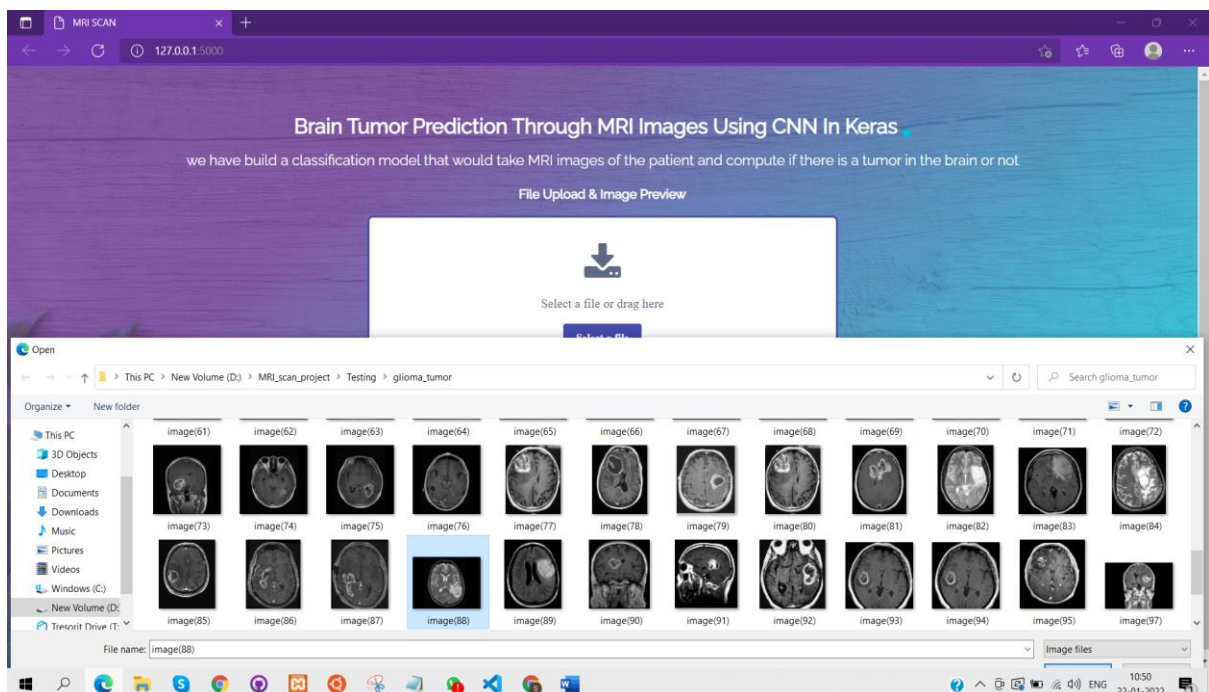 MRI SCAN
127.0.0.1:5000
Brain Tumor Prediction Through MRI Images Using CNN In Keras .
we have build a classification model that would take MRI images of the patient and compute if there is a tumor in the brain or not
File Upload & Image Preview
Select a file or drag here
Select a file
Open
This PC > New Volume (D:) > MRI_scan_project > Testing > glioma_tumor
Search glioma_tumor
Organize
New folder
This PC
3D Objects
Desktop
Documents
Downloads
Music
Pictures
Videos
Windows (C:)
New Volume (D:
Tresorit Drive (T:
image(61) image(62) image(63) image(64) image(65) image(66) image(67) image(68) image(69) image(70) image(71) image(72)
image(73) image(74) image(75) image(76) image(77) image(78) image(79) image(80) image(81) image(82) image(83) image(84)
image(85) image(86) image(87) image(88) image(89) image(90) image(91) image(92) image(93) image(94) image(95) image(97)
File name: image(88)
Image files
ENG
10:50
22-01-2022